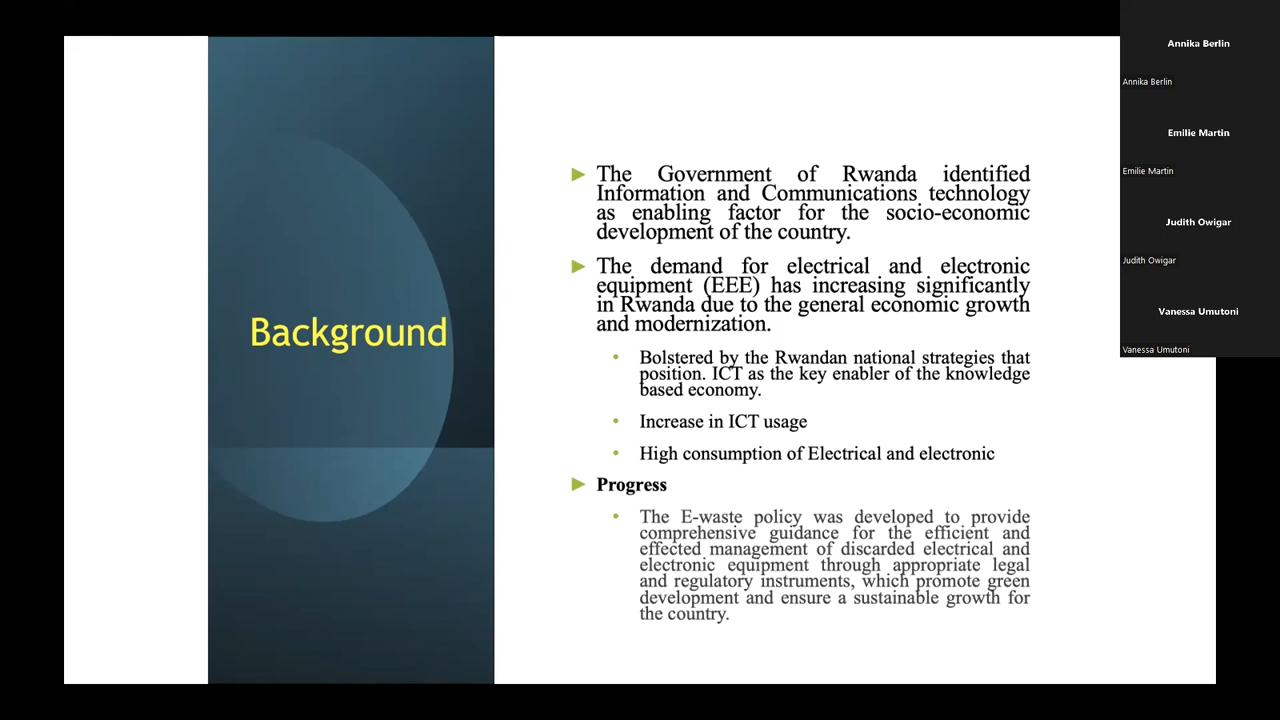 Background
The Government of Rwanda identified
Information and Communications technology
as enabling factor for the socio-economic
development of the country.
The demand for electrical and electronic
equipment (EEE) has increasing significantly
in Rwanda due to the general economic growth
and modernization.
Bolstered by the Rwandan national strategies that
position. ICT as the key enabler of the knowledge
based economy.
Increase in ICT usage
High consumption of Electrical and electronic
Progress
The E-waste policy was developed to provide
comprehensive guidance for the efficient and
effected management of discarded electrical and
electronic equipment through appropriate legal
and regulatory instruments, which promote green
development and ensure a sustainable growth for
the country.
Annika Berlin
Annika Berlin
Emilie Martin
Emilie Martin
Judith Owigar
Judith Owigar
Vanessa Umutoni
Vanessa Umutoni